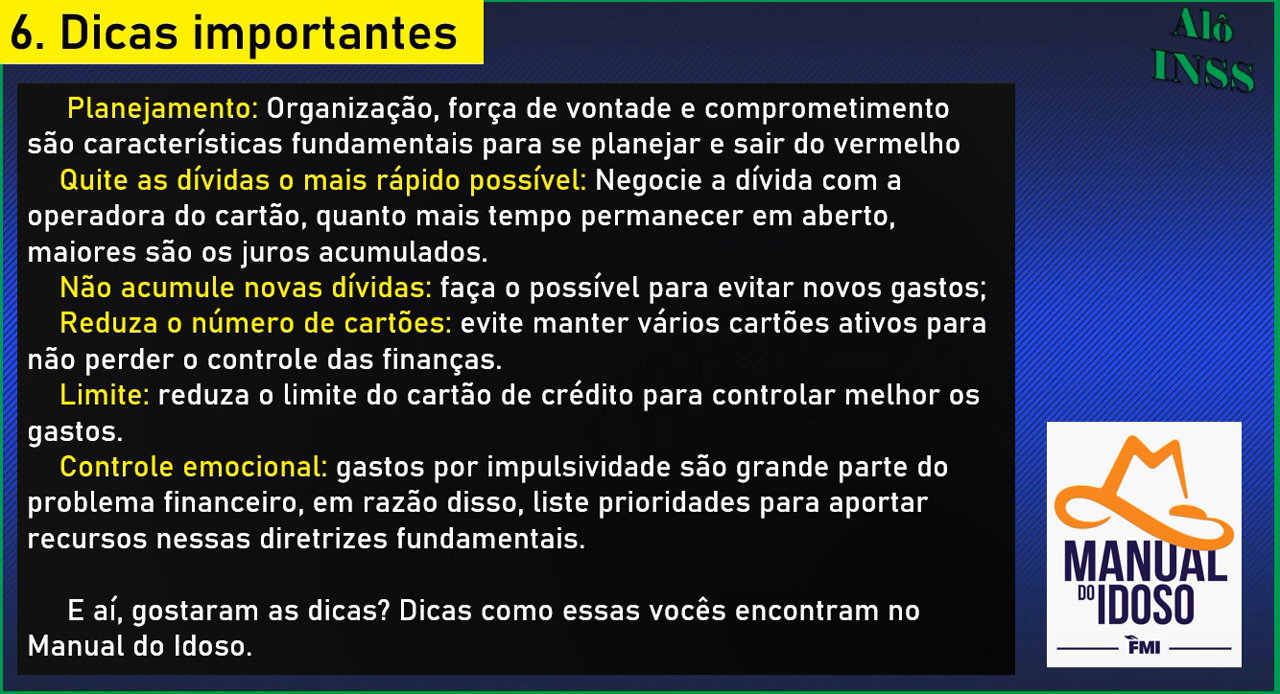 6. Dicas importantes
Alô
INSS
Planejamento: Organização, força de vontade e comprometimento
são características fundamentais para se planejar e sair do vermelho
Quite as dívidas o mais rápido possível: Negocie a dívida com a
operadora do cartão, quanto mais tempo permanecer em aberto,
maiores são os juros acumulados.
Não acumule novas dívidas: faça o possível para evitar novos gastos;
Reduza o número de cartões: evite manter vários cartões ativos para
não perder o controle das finanças.
Limite: reduza o limite do cartão de crédito para controlar melhor os
gastos.
Controle emocional: gastos por impulsividade são grande parte do
problema financeiro, em razão disso, liste prioridades para aportar
recursos nessas diretrizes fundamentais.
E aí, gostaram as dicas? Dicas como essas vocês encontram no
Manual do Idoso.
MANUAL
DO IDOSO
FMI